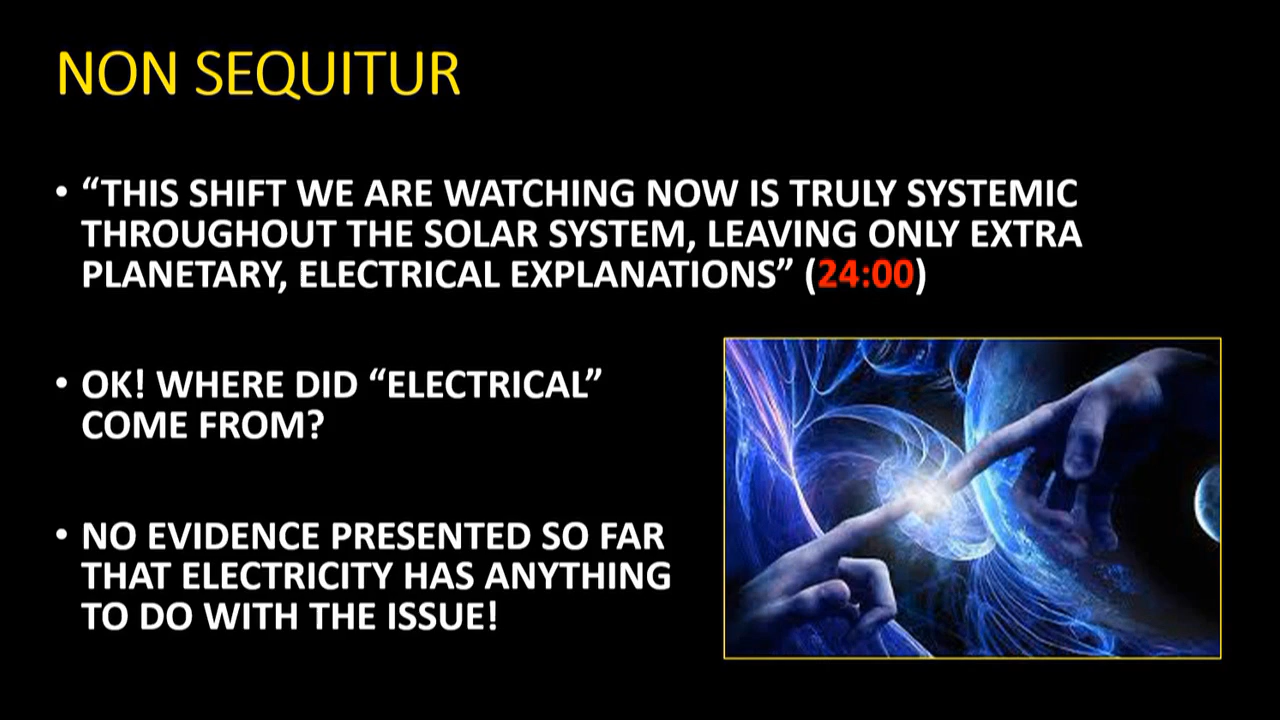 NON SEQUITUR
• “THIS SHIFT WE ARE WATCHING NOW IS TRULY SYSTEMIC
THROUGHOUT THE SOLAR SYSTEM, LEAVING ONLY EXTRA
PLANETARY, ELECTRICAL EXPLANATIONS” (24:00)
• OK! WHERE DID “ELECTRICAL”
COME FROM?
• NO EVIDENCE PRESENTED SO FAR
THAT ELECTRICITY HAS ANYTHING
TO DO WITH THE ISSUE!